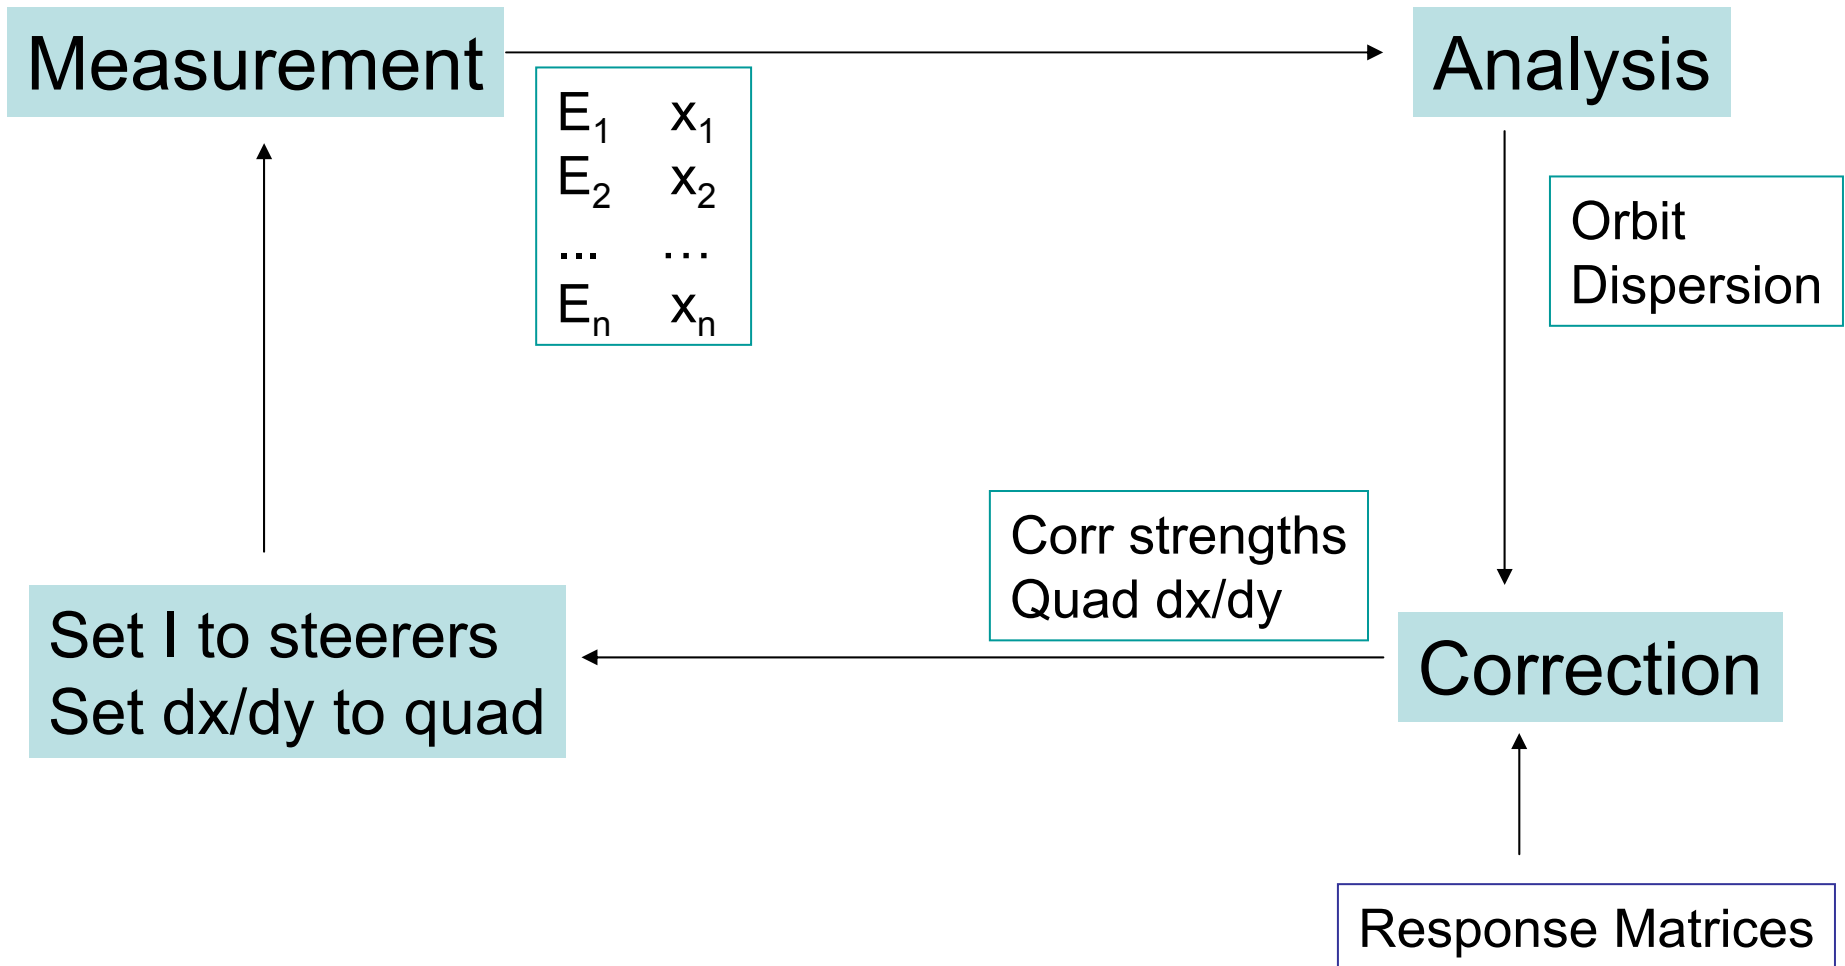 Measurement
Analysis
E₁ x₁
E₂ x₂
... ...
Eₙ xₙ
Orbit
Dispersion
Corr strengths
Quad dx/dy
Set I to steerers
Set dx/dy to quad
Correction
Response Matrices